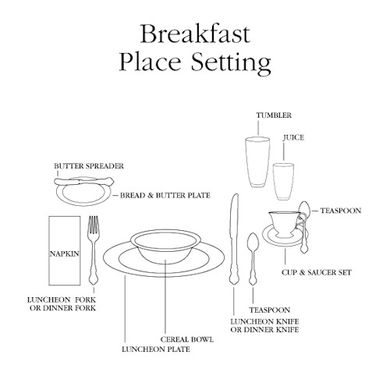 Breakfast
Place Setting
TUMBLER
JUICE
BUTTER SPREADER
BREAD & BUTTER PLATE
TEASPOON
NAPKIN
CUP & SAUCER SET
LUNCHEON FORK
OR DINNER FORK
TEASPOON
LUNCHEON KNIFE
OR DINNER KNIFE
CEREAL BOWL
LUNCHEON PLATE